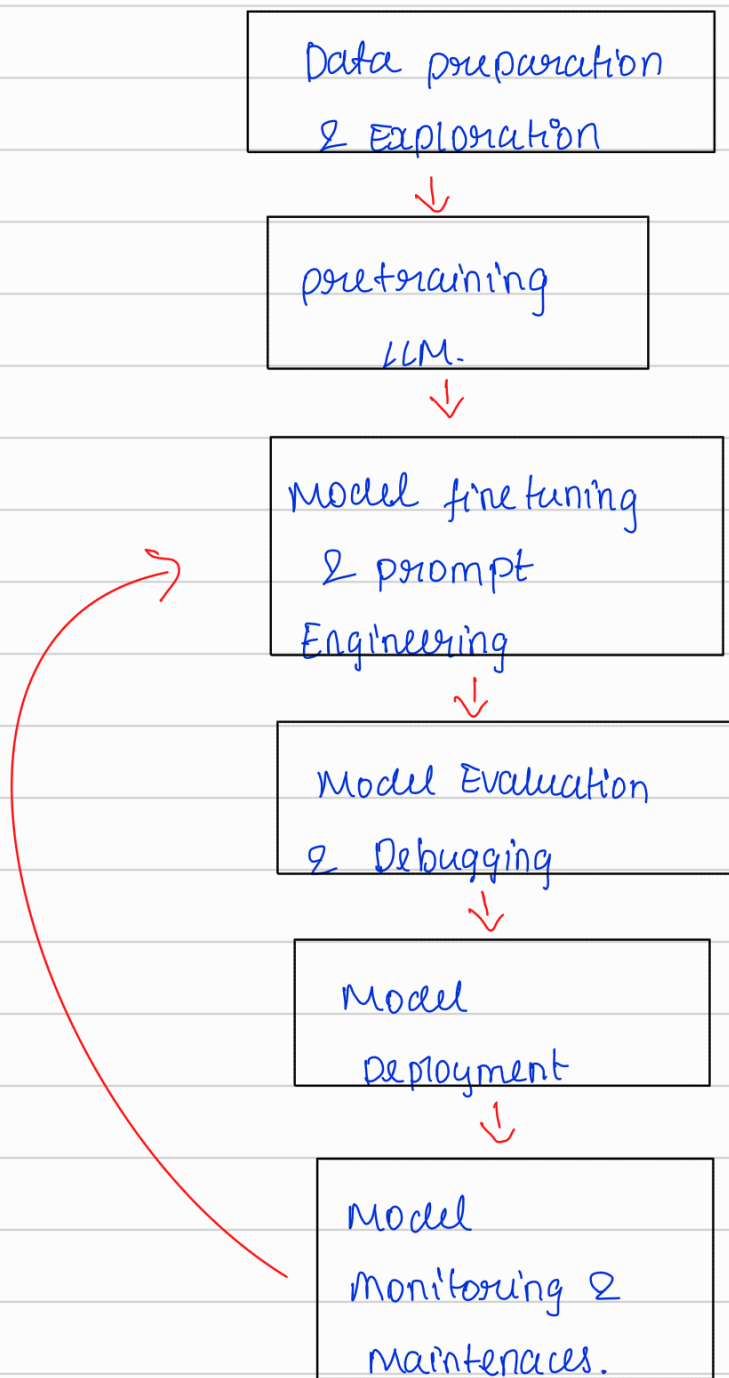 Data preparation
& Exploration
pretraining
LLM.
Model finetuning
& prompt
Engineering
Model Evaluation
& Debugging
Model
Deployment
Model
Monitoring &
Maintenaces.